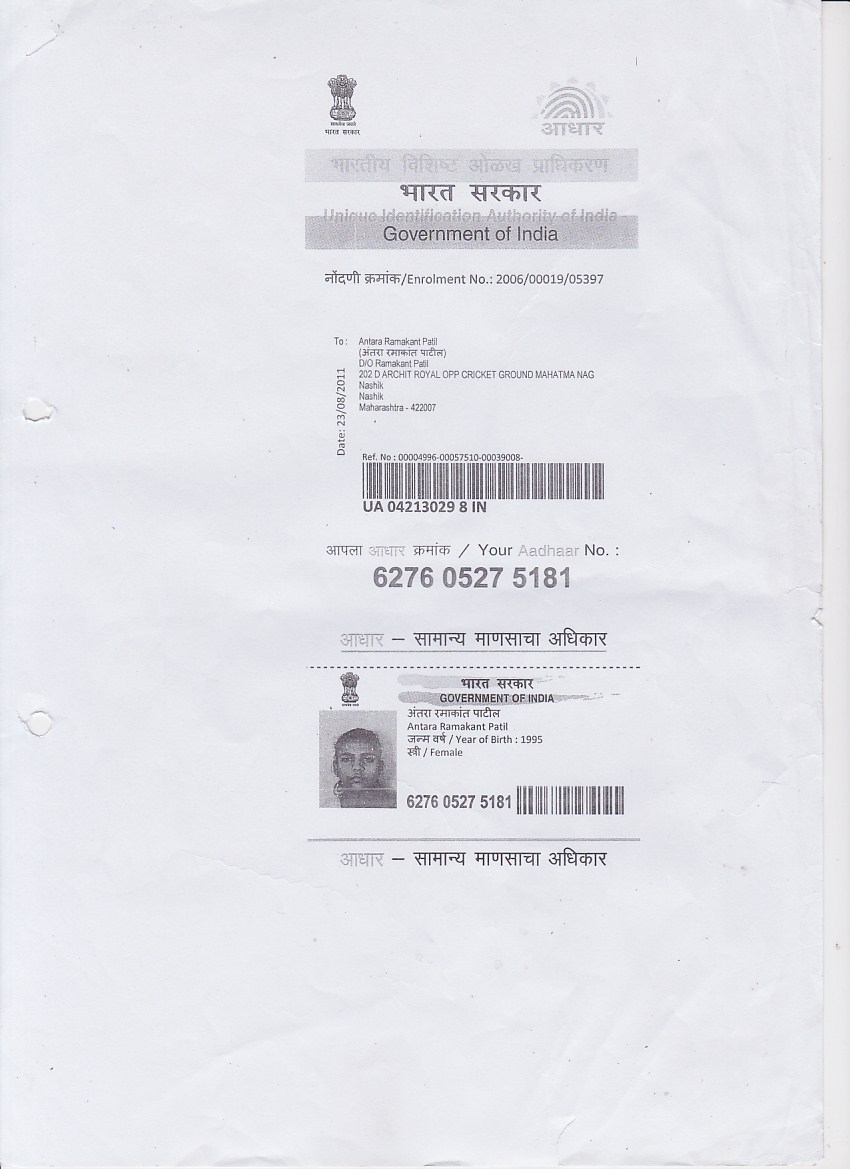 भारत सरकार
आधार
भारतीय विशिष्ट ओळख प्राधिकरण
भारत सरकार
Unique Identification Authority of India
Government of India
नोंदणी क्रमांक/Enrolment No.: 2006/00019/05397
To: Antara Ramakant Patil
(अंतरा रमाकांत पाटील)
D/O Ramakant Patil
202 D ARCHIT ROYAL OPP CRICKET GROUND MAHATMA NAG
Nashik
Nashik
Maharashtra - 422007
Date: 23/08/2011
Ref. No : 00004996-00057510-00039008-
UA 04213029 8 IN
आपला आधार क्रमांक / Your Aadhaar No. :
6276 0527 5181
आधार – सामान्य माणसाचा अधिकार
भारत सरकार
GOVERNMENT OF INDIA
अंतरा रमाकांत पाटील
Antara Ramakant Patil
जन्म वर्ष / Year of Birth : 1995
स्त्री / Female
6276 0527 5181
आधार – सामान्य माणसाचा अधिकार